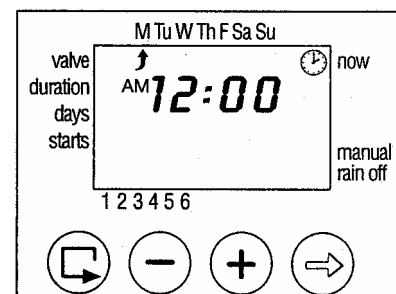 M Tu W Th F Sa Su
valve
duration
days
starts
AM 12:00
now
manual
rain off
1 2 3 4 5 6